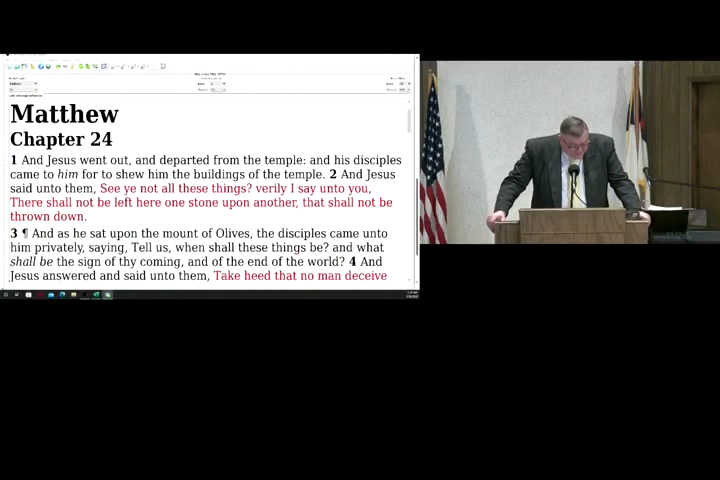 Matthew
Chapter 24
1 And Jesus went out, and departed from the temple: and his disciples
came to him for to shew him the buildings of the temple. 2 And Jesus
said unto them, See ye not all these things? verily I say unto you,
There shall not be left here one stone upon another, that shall not be
thrown down.
3 ¶ And as he sat upon the mount of Olives, the disciples came unto
him privately, saying, Tell us, when shall these things be? and what
shall be the sign of thy coming, and of the end of the world? 4 And
Jesus answered and said unto them, Take heed that no man deceive